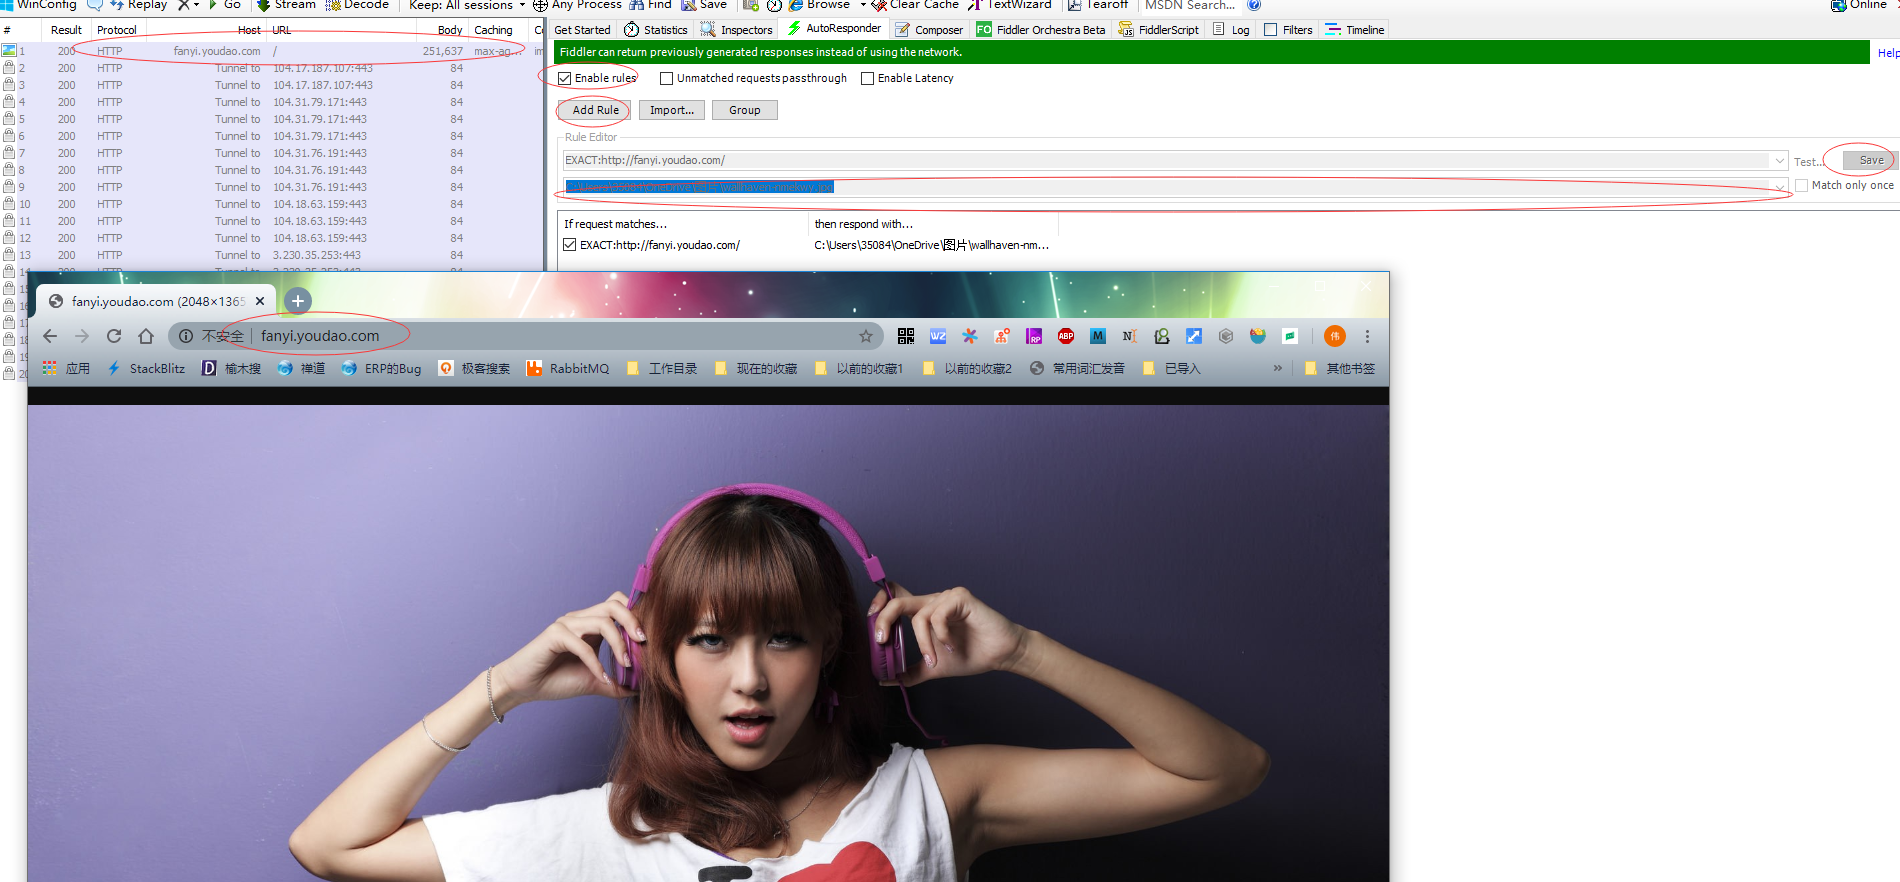 WinConfig Replay Go Stream Decode Keep: All sessions Any Process Find Save Browse Clear Cache TextWizard Tearoff MSDN Search... Online
# Result Protocol Host URL Body Caching
1 200 HTTP fanyi.youdao.com / 251,637 max-ag...
2 200 HTTP Tunnel to 104.17.187.107:443 84
3 200 HTTP Tunnel to 104.17.187.107:443 84
4 200 HTTP Tunnel to 104.31.79.171:443 84
5 200 HTTP Tunnel to 104.31.79.171:443 84
6 200 HTTP Tunnel to 104.31.79.171:443 84
7 200 HTTP Tunnel to 104.31.76.191:443 84
8 200 HTTP Tunnel to 104.31.76.191:443 84
9 200 HTTP Tunnel to 104.31.76.191:443 84
10 200 HTTP Tunnel to 104.18.63.159:443 84
11 200 HTTP Tunnel to 104.18.63.159:443 84
12 200 HTTP Tunnel to 104.18.63.159:443 84
13 200 HTTP Tunnel to 3.230.35.253:443 84
Get Started Statistics Inspectors AutoResponder Composer FO Fiddler Orchestra Beta FiddlerScript Log Filters Timeline
Fiddler can return previously generated responses instead of using the network.
Help
Enable rules Unmatched requests passthrough Enable Latency
Add Rule Import... Group
Rule Editor
EXACT:http://fanyi.youdao.com/ Test... Save
C:\Users\35084\OneDrive\图片\wallhaven-nmekwy.jpg Match only once
If request matches... then respond with...
EXACT:http://fanyi.youdao.com/ C:\Users\35084\OneDrive\图片\wallhaven-nm...
fanyi.youdao.com (2048×1365
不安全 fanyi.youdao.com
应用 StackBlitz 榆木搜 禅道 ERP的Bug 极客搜索 RabbitMQ 工作目录 现在的收藏 以前的收藏1 以前的收藏2 常用词汇发音 已导入 » 其他书签